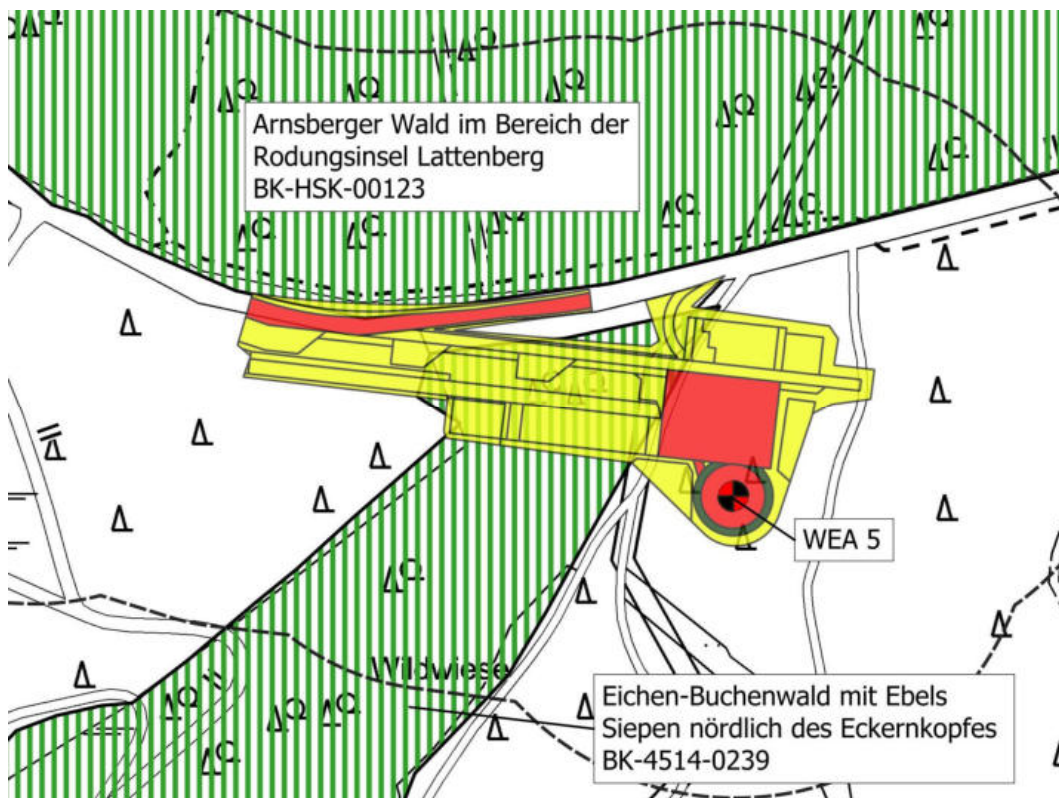 Arnsberger Wald im Bereich der
Rodungsinsel Lattenberg
BK-HSK-00123
WEA 5
Wildwiese
Eichen-Buchenwald mit Ebels
Siepen nördlich des Eckernkopfes
BK-4514-0239